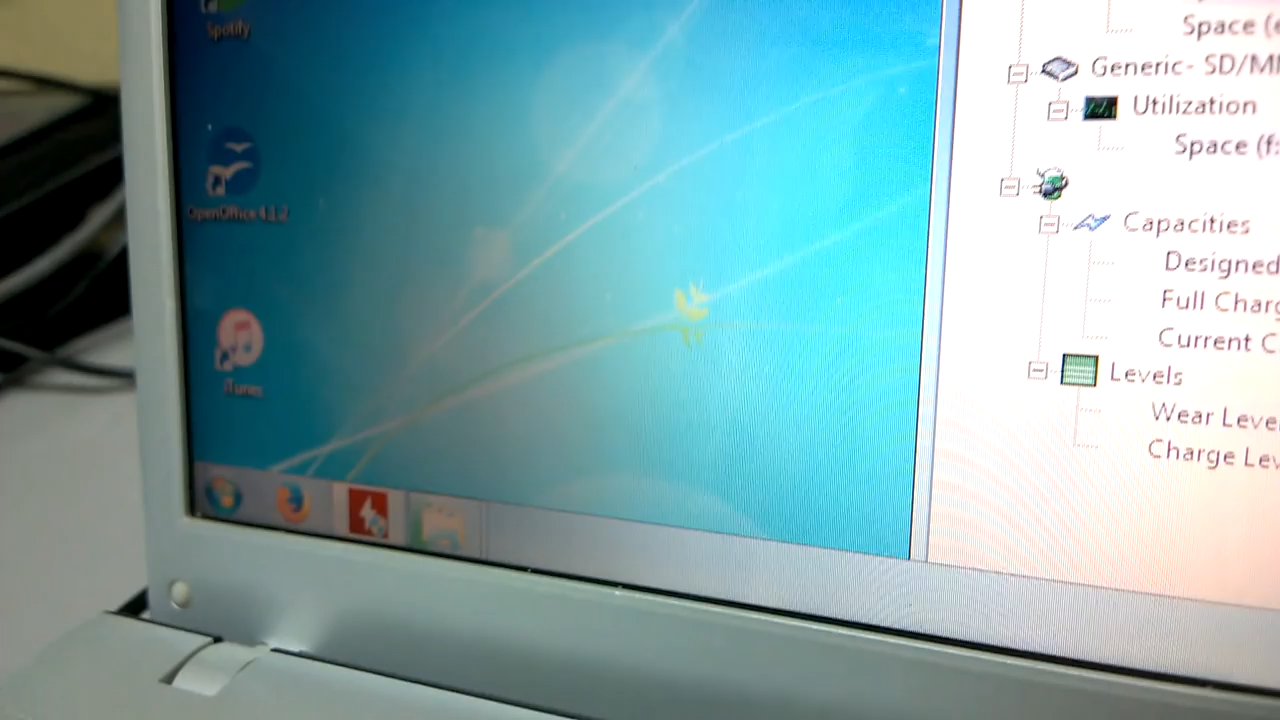 Spotify
OpenOffice 4.1.2
iTunes
Space (
Generic- SD/M
Utilization
Space (f:
Capacities
Designed
Full Charg
Current C
Levels
Wear Leve
Charge Lev